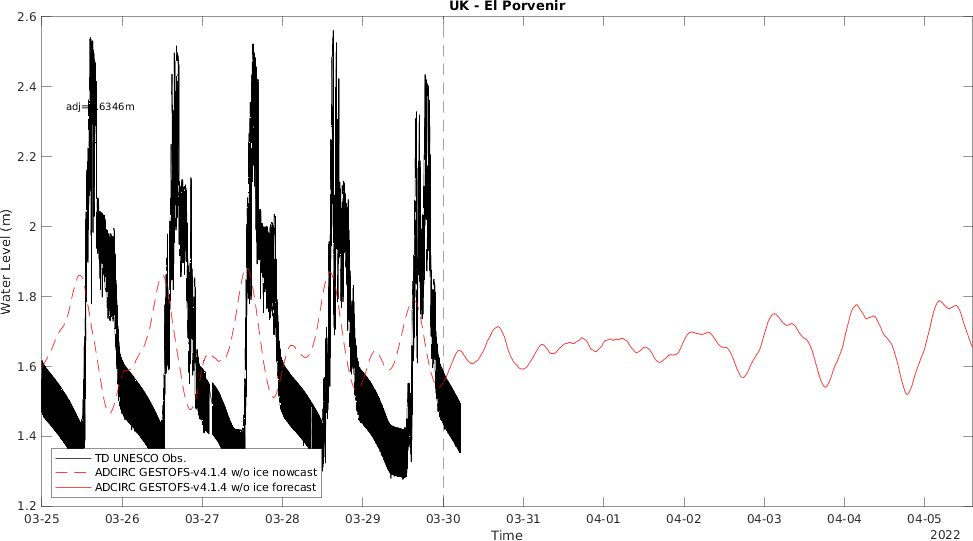 UK - El Porvenir
2.6
2.4
adj= .6346m
2.2
2
Water Level (m)
1.8
1.6
1.4
TD UNESCO Obs.
ADCIRC GESTOFS-v4.1.4 w/o ice nowcast
ADCIRC GESTOFS-v4.1.4 w/o ice forecast
1.2
03-25 03-26 03-27 03-28 03-29 03-30 03-31 04-01 04-02 04-03 04-04 04-05
Time
2022